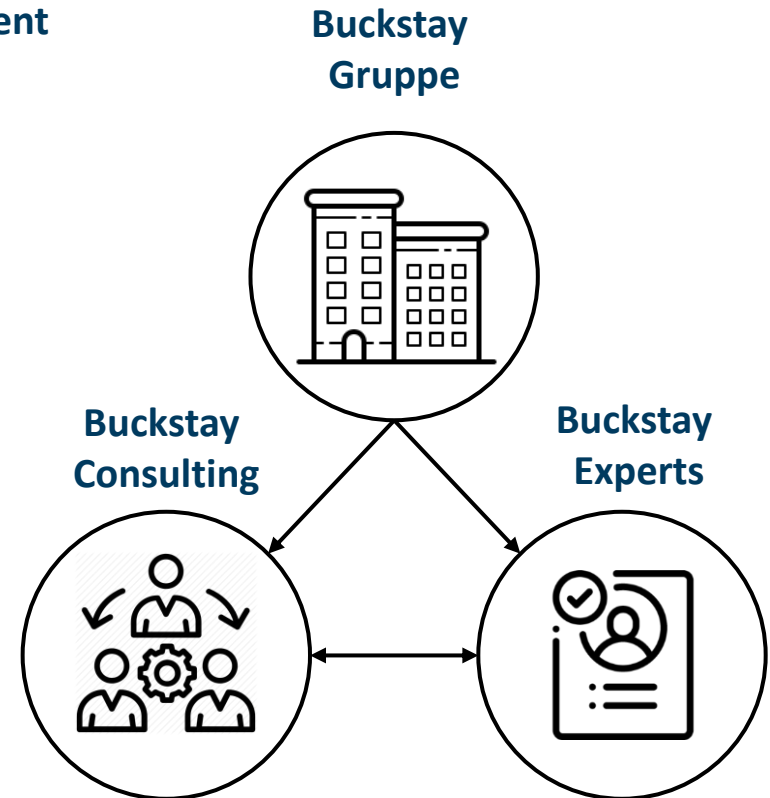 ent
Buckstay
Gruppe
Buckstay
Consulting
Buckstay
Experts